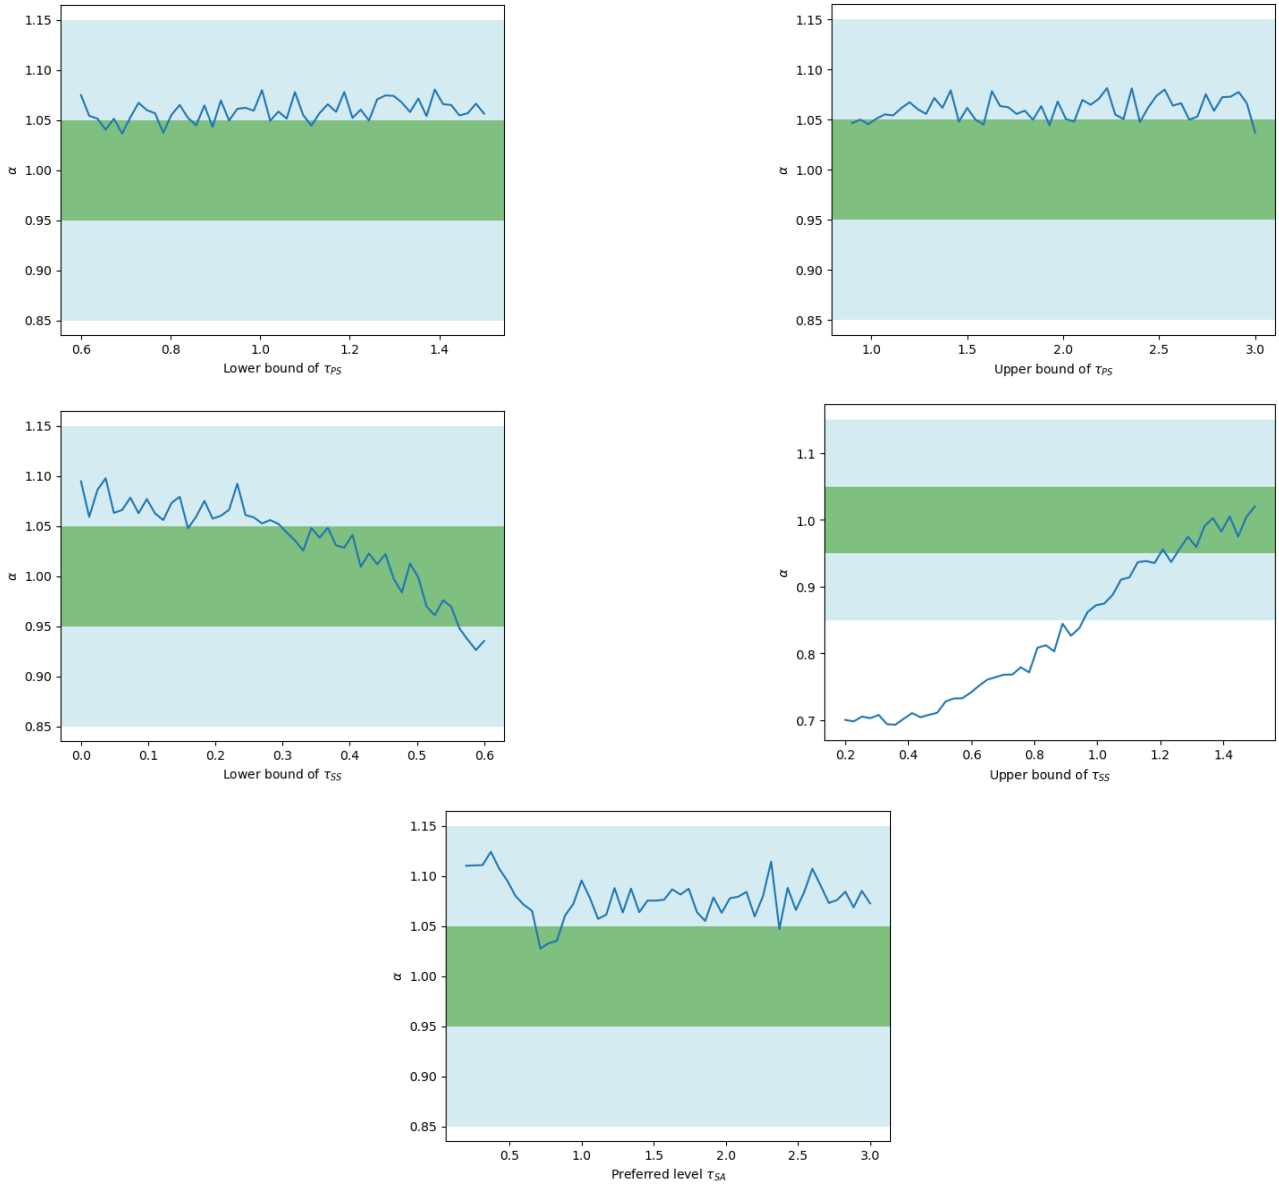 1.15
1.10
1.05
1.00
0.95
0.90
0.85
α
0.6 0.8 1.0 1.2 1.4
Lower bound of τPS
1.15
1.10
1.05
1.00
0.95
0.90
0.85
α
1.0 1.5 2.0 2.5 3.0
Upper bound of τPS
1.15
1.10
1.05
1.00
0.95
0.90
0.85
α
0.0 0.1 0.2 0.3 0.4 0.5 0.6
Lower bound of τSS
1.1
1.0
0.9
0.8
0.7
α
0.2 0.4 0.6 0.8 1.0 1.2 1.4
Upper bound of τSS
1.15
1.10
1.05
1.00
0.95
0.90
0.85
α
0.5 1.0 1.5 2.0 2.5 3.0
Preferred level τSA